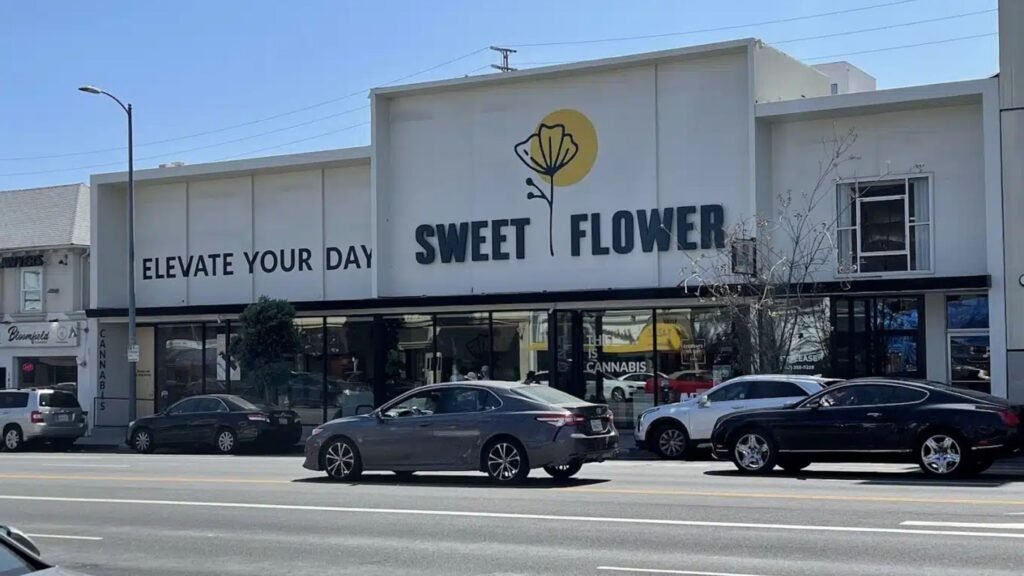 ELEVATE YOUR DAY
SWEET FLOWER
Bloomfield
CANNABIS
THIS
IS
CANNABIS